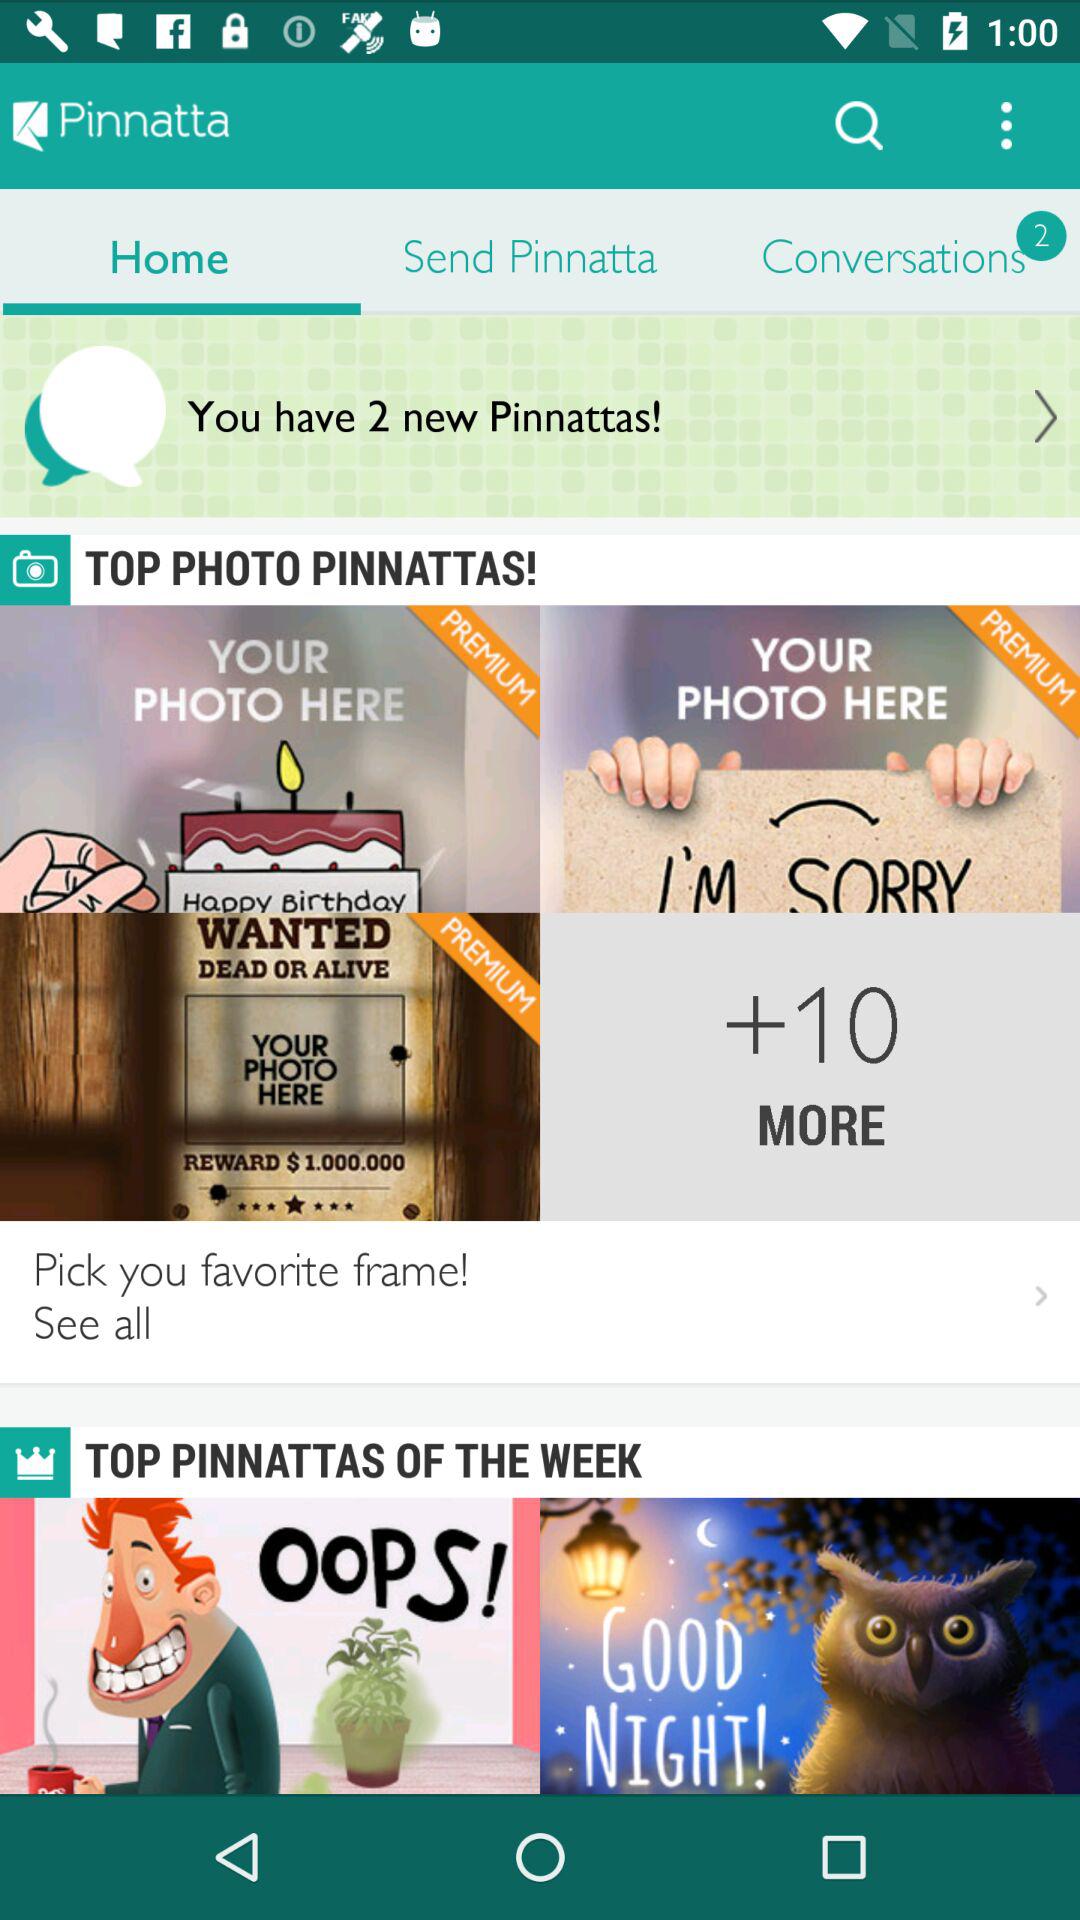 FAKE
1:00
Pinnatta
Home
Send Pinnatta
Conversations
2
You have 2 new Pinnattas!
TOP PHOTO PINNATTAS!
YOUR
PHOTO HERE
PREMIUM
Happy Birthday
YOUR
PHOTO HERE
PREMIUM
I'M SORRY
WANTED
DEAD OR ALIVE
PREMIUM
YOUR
PHOTO
HERE
REWARD $ 1.000.000
+10
MORE
Pick you favorite frame!
See all
TOP PINNATTAS OF THE WEEK
OOPS!
GOOD
NIGHT!